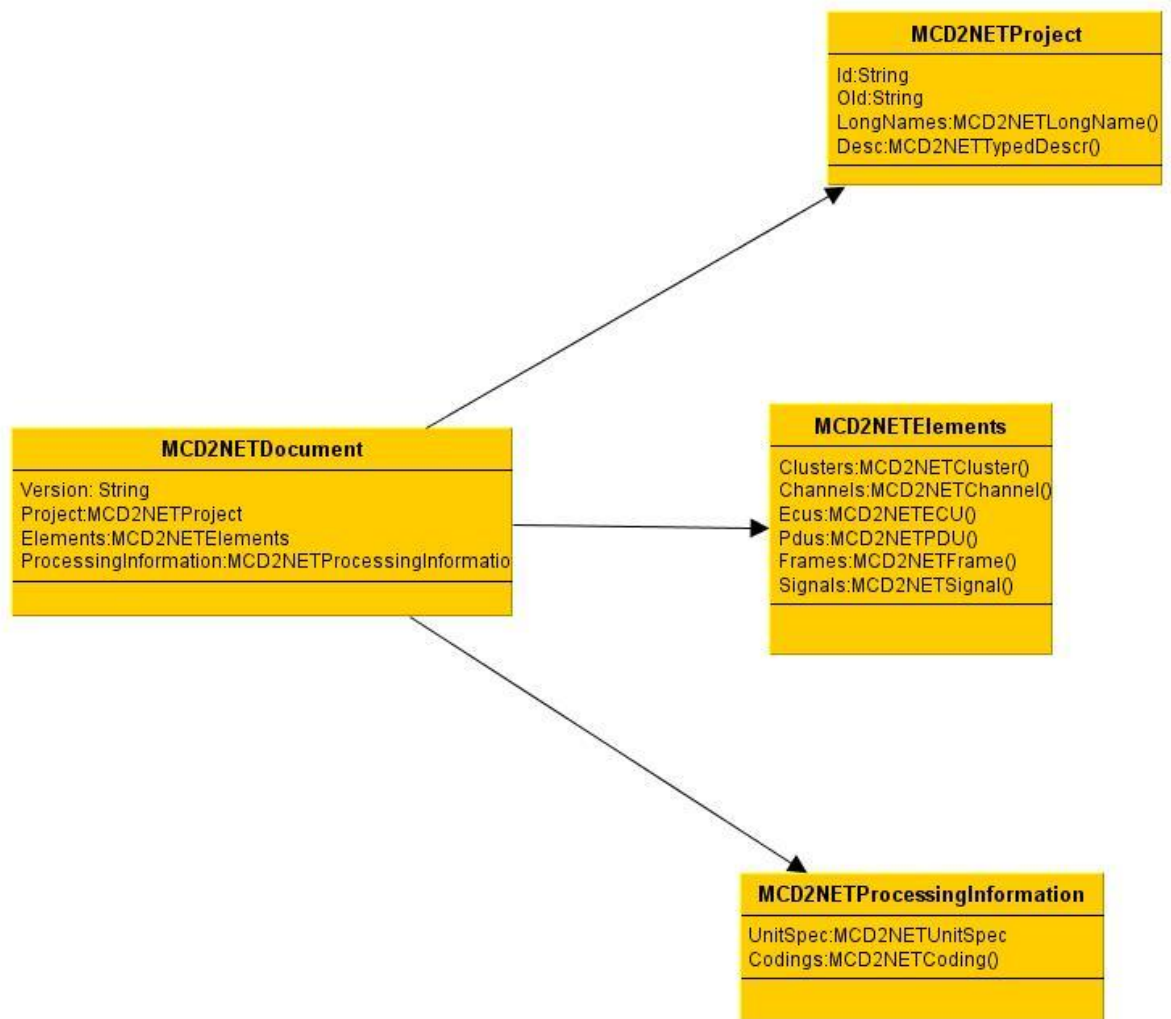 MCD2NETProject
Id:String
OId:String
LongNames:MCD2NETLongName()
Desc:MCD2NETTypedDescr()
MCD2NETDocument
Version: String
Project:MCD2NETProject
Elements:MCD2NETElements
ProcessingInformation:MCD2NETProcessingInformatio
MCD2NETElements
Clusters:MCD2NETCluster()
Channels:MCD2NETChannel()
Ecus:MCD2NETECU()
Pdus:MCD2NETPDU()
Frames:MCD2NETFrame()
Signals:MCD2NETSignal()
MCD2NETProcessingInformation
UnitSpec:MCD2NETUnitSpec
Codings:MCD2NETCoding()